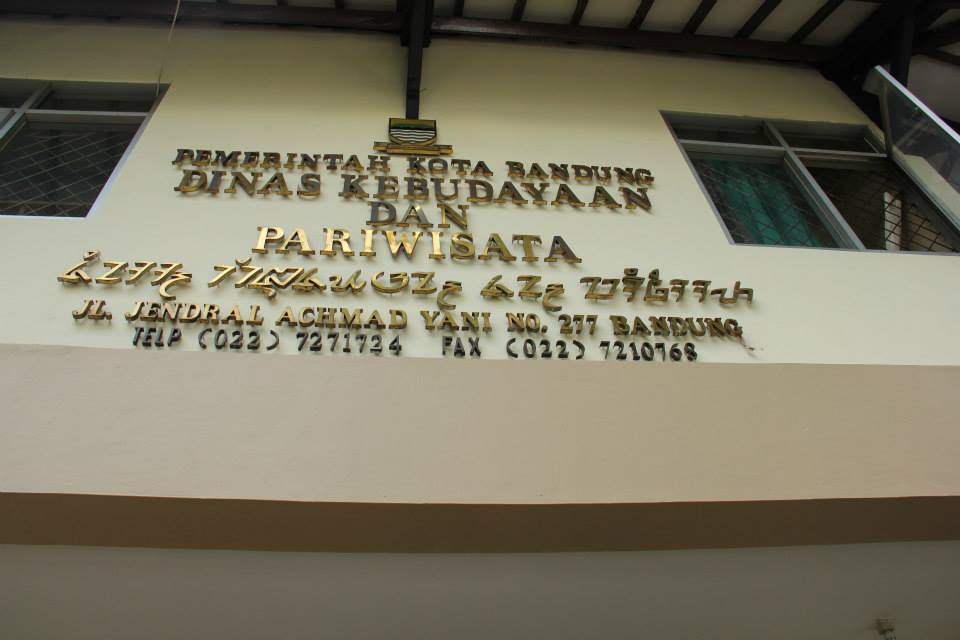 PEMERINTAH KOTA BANDUNG
DINAS KEBUDAYAAN
DAN
PARIWISATA
JL. JENDRAL ACHMAD YANI NO. 277 BANDUNG
TELP (022) 7271724 FAX (022) 7210768